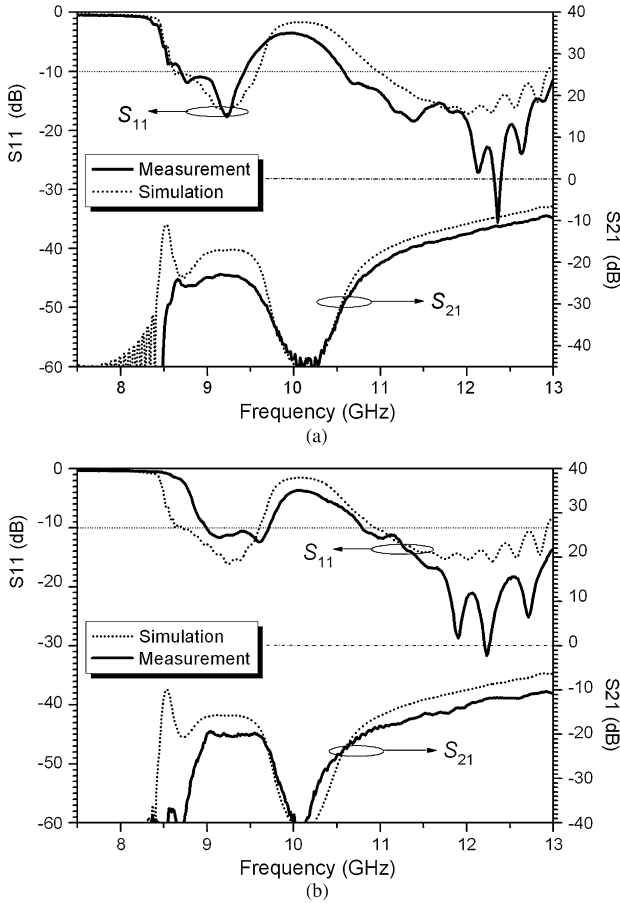 0
-10
-20
-30
-40
-50
-60
S11 (dB)
40
30
20
10
0
-10
-20
-30
-40
S21 (dB)
S11
Measurement
Simulation
S21
8
9
10
11
12
13
Frequency (GHz)
(a)
0
-10
-20
-30
-40
-50
-60
S11 (dB)
40
30
20
10
0
-10
-20
-30
-40
S21 (dB)
S11
Simulation
Measurement
S21
8
9
10
11
12
13
Frequency (GHz)
(b)